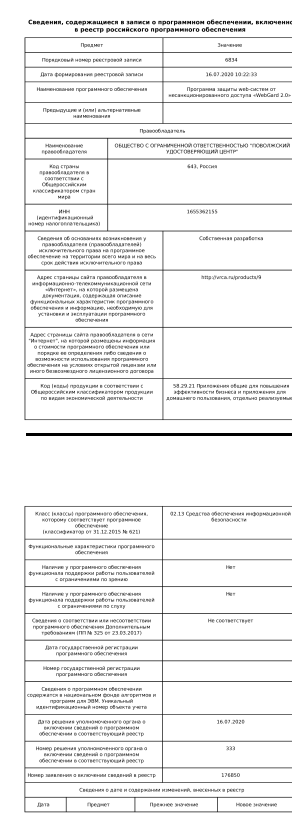 Сведения, содержащиеся в записи о программном обеспечении, включенно
в реестр российского программного обеспечения
Предмет
Значение
Порядковый номер реестровой записи
6834
Дата формирования реестровой записи
16.07.2020 10:22:33
Наименование программного обеспечения
Программа защиты web-систем от
несанкционированного доступа «WebGard 2.0»
Предыдущие и (или) альтернативные
наименования
Правообладатель
Наименование
правообладателя
ОБЩЕСТВО С ОГРАНИЧЕННОЙ ОТВЕТСТВЕННОСТЬЮ "ПОВОЛЖСКИЙ
УДОСТОВЕРЯЮЩИЙ ЦЕНТР"
Код страны
правообладателя в
соответствии с
Общероссийским
классификатором стран
мира
643, Россия
ИНН
(идентификационный
номер налогоплательщика)
1655362155
Сведения об основаниях возникновения у
правообладателя (правообладателей)
исключительного права на программное
обеспечение на территории всего мира и на весь
срок действия исключительного права
Собственная разработка
Адрес страницы сайта правообладателя в
информационно-телекоммуникационной сети
«Интернет», на которой размещена
документация, содержащая описание
функциональных характеристик программного
обеспечения и информацию, необходимую для
установки и эксплуатации программного
обеспечения
http://vrca.ru/products/9
Адрес страницы сайта правообладателя в сети
"Интернет", на которой размещены информация
о стоимости программного обеспечения или
порядке ее определения либо сведения о
возможности использования программного
обеспечения на условиях открытой лицензии или
иного безвозмездного лицензионного договора
Код (коды) продукции в соответствии с
Общероссийским классификатором продукции
по видам экономической деятельности
58.29.21 Приложения общие для повышения
эффективности бизнеса и приложения для
домашнего пользования, отдельно реализуемые
Класс (классы) программного обеспечения,
которому соответствует программное
обеспечение
(классификатор от 31.12.2015 № 621)
02.13 Средства обеспечения информационной
безопасности
Функциональные характеристики программного
обеспечения
Наличие у программного обеспечения
функционала поддержки работы пользователей
с ограничениями по зрению
Нет
Наличие у программного обеспечения
функционала поддержки работы пользователей
с ограничениями по слуху
Нет
Сведения о соответствии или несоответствии
программного обеспечения Дополнительным
требованиям (ПП № 325 от 23.03.2017)
Не соответствует
Дата государственной регистрации
программного обеспечения
Номер государственной регистрации
программного обеспечения
Сведения о программном обеспечении
содержатся в национальном фонде алгоритмов и
программ для ЭВМ. Уникальный
идентификационный номер объекта учета
Дата решения уполномоченного органа о
включении сведений о программном
обеспечении в соответствующий реестр
16.07.2020
Номер решения уполномоченного органа о
включении сведений о программном
обеспечении в соответствующий реестр
333
Номер заявления о включении сведений в реестр
176850
Сведения о дате и содержании изменений, внесенных в реестр
Дата
Предмет
Прежнее значение
Новое значение